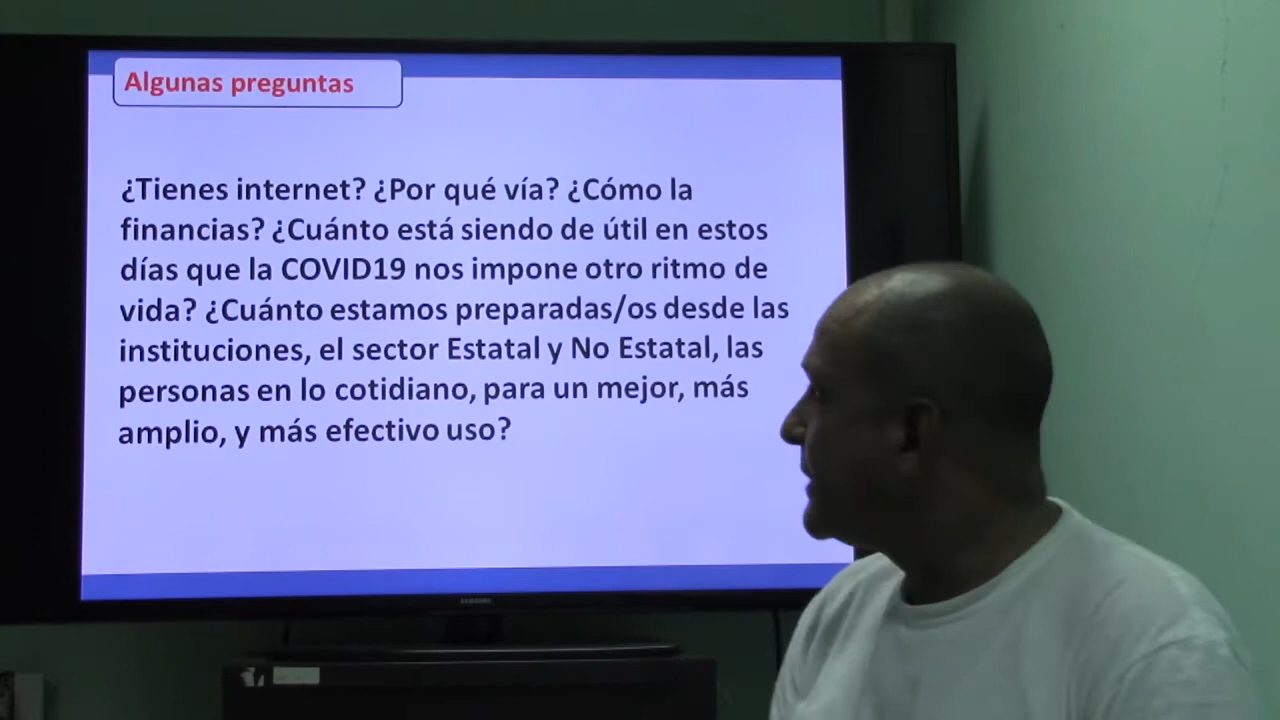 Algunas preguntas
¿Tienes internet? ¿Por qué vía? ¿Cómo la
financias? ¿Cuánto está siendo de útil en estos
días que la COVID19 nos impone otro ritmo de
vida? ¿Cuánto estamos preparadas/os desde las
instituciones, el sector Estatal y No Estatal, las
personas en lo cotidiano, para un mejor, más
amplio, y más efectivo uso?
SAMSUNG